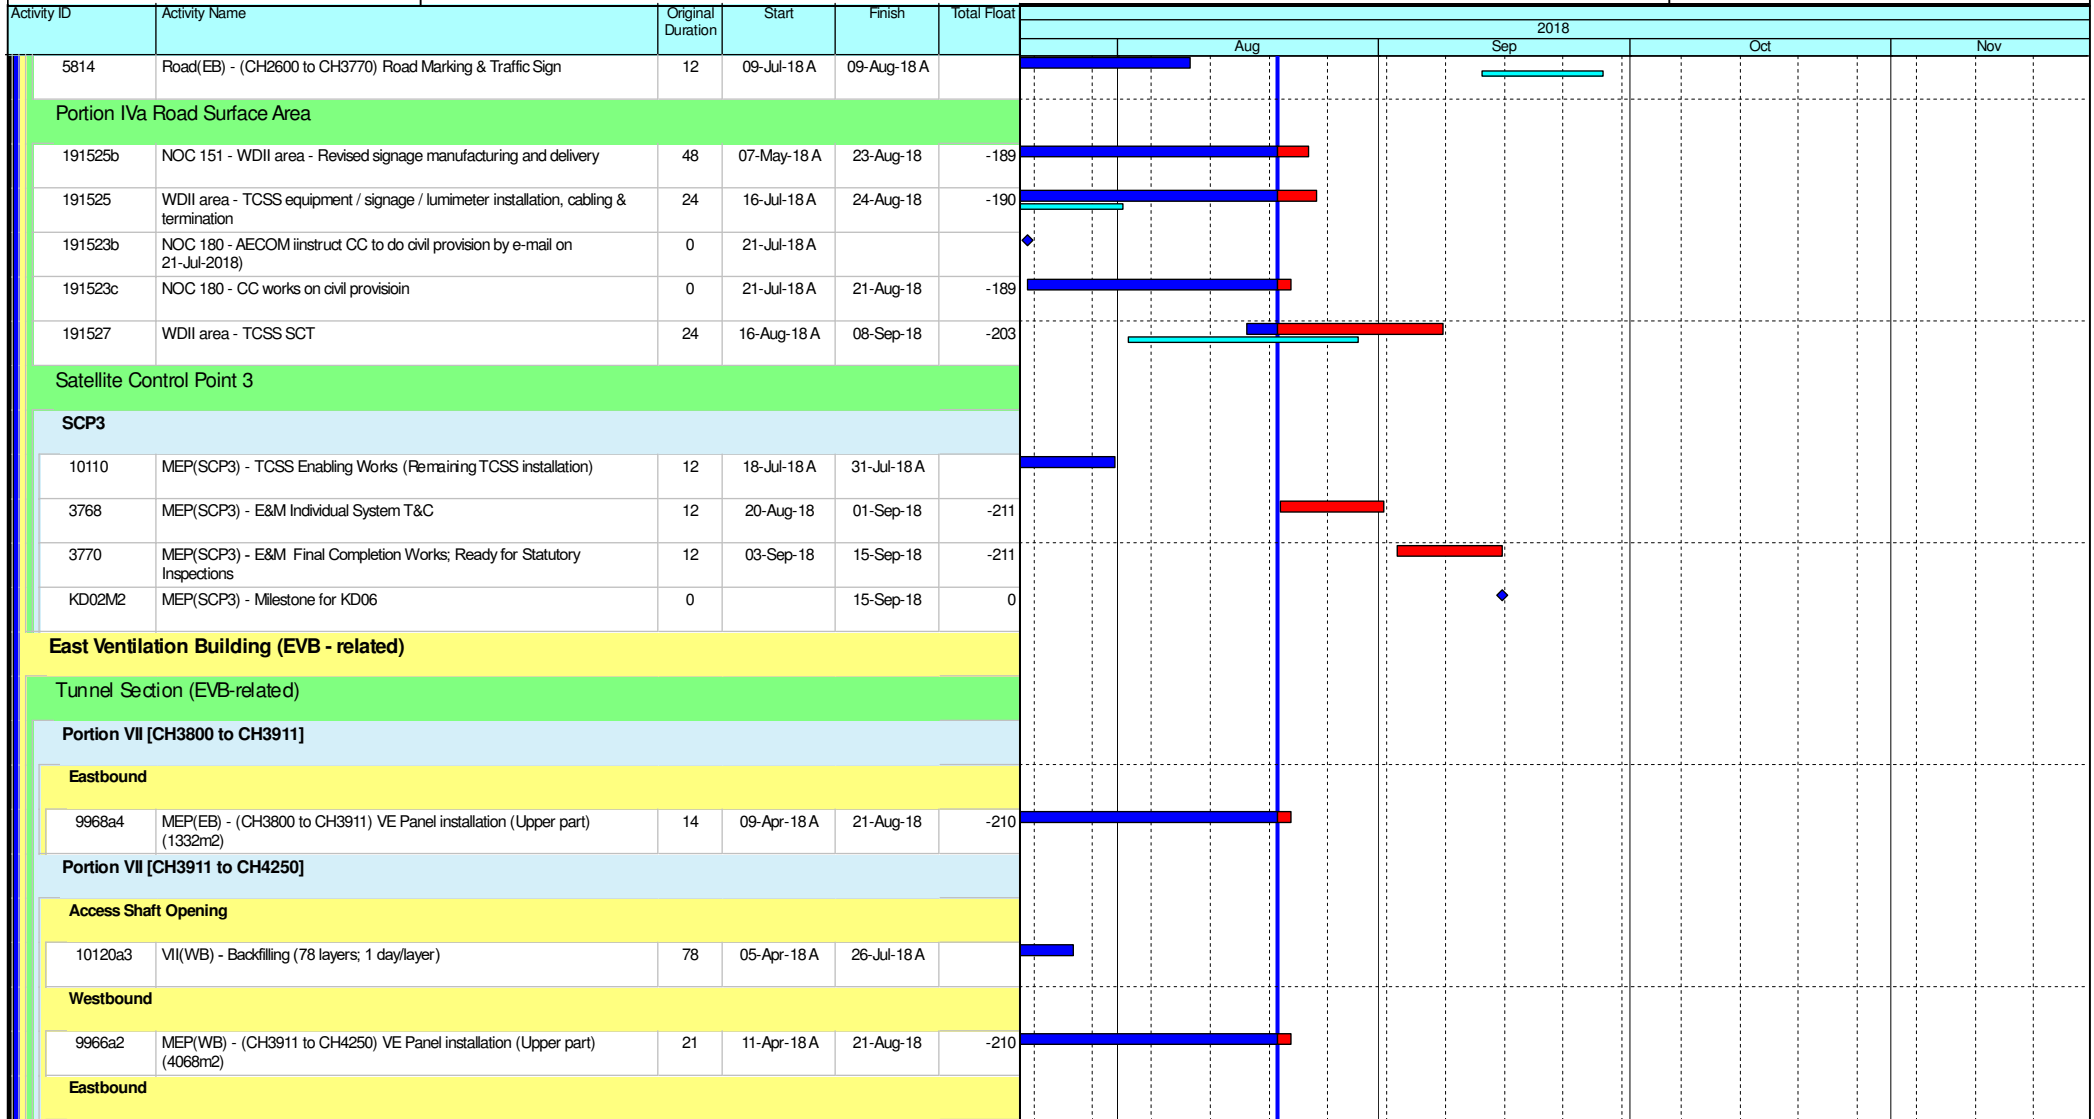 Activity ID Activity Name Original Duration Start Finish Total Float
2018
Aug Sep Oct Nov
5814 Road(EB) - (CH2600 to CH3770) Road Marking & Traffic Sign 12 09-Jul-18 A 09-Aug-18 A
Portion IVa Road Surface Area
191525b NOC 151 - WDII area - Revised signage manufacturing and delivery 48 07-May-18 A 23-Aug-18 -189
191525 WDII area - TCSS equipment / signage / lumimeter installation, cabling & 24 16-Jul-18 A 24-Aug-18 -190
termination
191523b NOC 180 - AECOM iinstruct CC to do civil provision by e-mail on 0 21-Jul-18 A
21-Jul-2018)
191523c NOC 180 - CC works on civil provisioin 0 21-Jul-18 A 21-Aug-18 -189
191527 WDII area - TCSS SCT 24 16-Aug-18 A 08-Sep-18 -203
Satellite Control Point 3
SCP3
10110 MEP(SCP3) - TCSS Enabling Works (Remaining TCSS installation) 12 18-Jul-18 A 31-Jul-18 A
3768 MEP(SCP3) - E&M Individual System T&C 12 20-Aug-18 01-Sep-18 -211
3770 MEP(SCP3) - E&M Final Completion Works; Ready for Statutory 12 03-Sep-18 15-Sep-18 -211
Inspections
KD02M2 MEP(SCP3) - Milestone for KD06 0 15-Sep-18 0
East Ventilation Building (EVB - related)
Tunnel Section (EVB-related)
Portion VII [CH3800 to CH3911]
Eastbound
9968a4 MEP(EB) - (CH3800 to CH3911) VE Panel installation (Upper part) 14 09-Apr-18 A 21-Aug-18 -210
(1332m2)
Portion VII [CH3911 to CH4250]
Access Shaft Opening
10120a3 VII(WB) - Backfilling (78 layers; 1 day/layer) 78 05-Apr-18 A 26-Jul-18 A
Westbound
9966a2 MEP(WB) - (CH3911 to CH4250) VE Panel installation (Upper part) 21 11-Apr-18 A 21-Aug-18 -210
(4068m2)
Eastbound